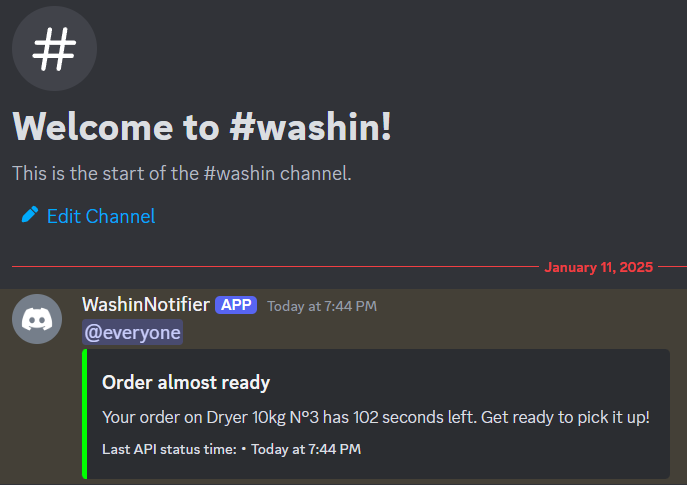 #
Welcome to #washin!
This is the start of the #washin channel.
Edit Channel
January 11, 2025
WashinNotifier APP Today at 7:44 PM
@everyone
Order almost ready
Your order on Dryer 10kg Nº3 has 102 seconds left. Get ready to pick it up!
Last API status time: • Today at 7:44 PM